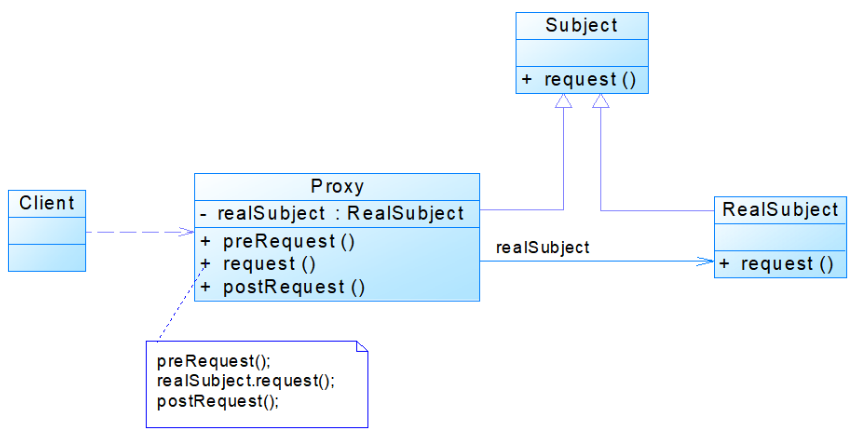 Subject
+ request ()
Client
Proxy
- realSubject : RealSubject
+ preRequest ()
+ request ()
+ postRequest ()
realSubject
RealSubject
+ request ()
preRequest();
realSubject.request();
postRequest();